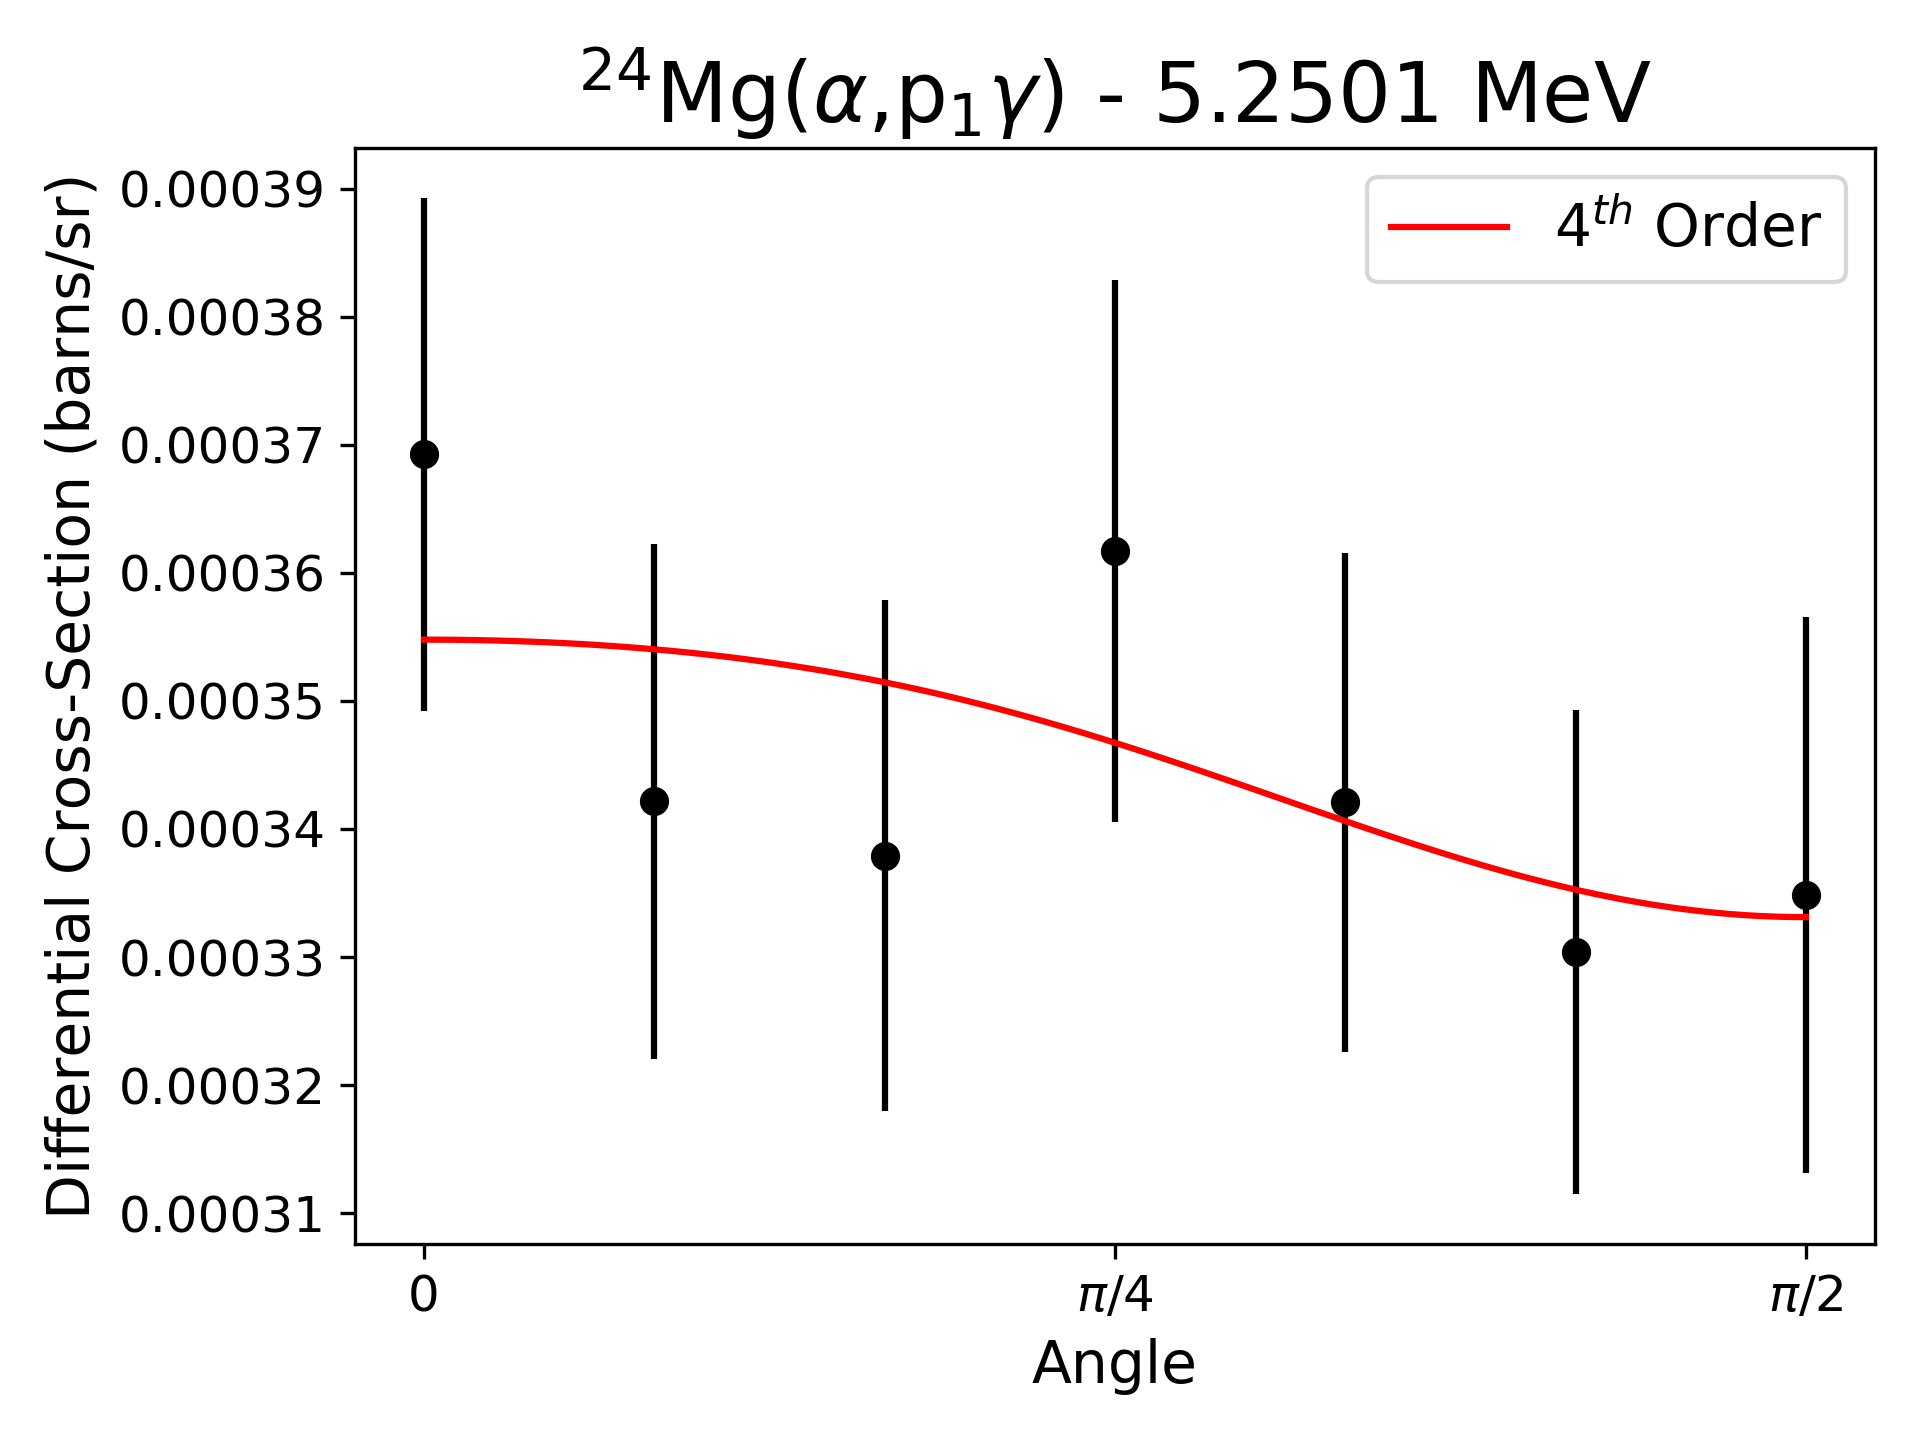 ²⁴Mg(α,p₁γ) - 5.2501 MeV
4ᵗʰ Order
Differential Cross-Section (barns/sr)
0.00039
0.00038
0.00037
0.00036
0.00035
0.00034
0.00033
0.00032
0.00031
0 π/4 π/2
Angle